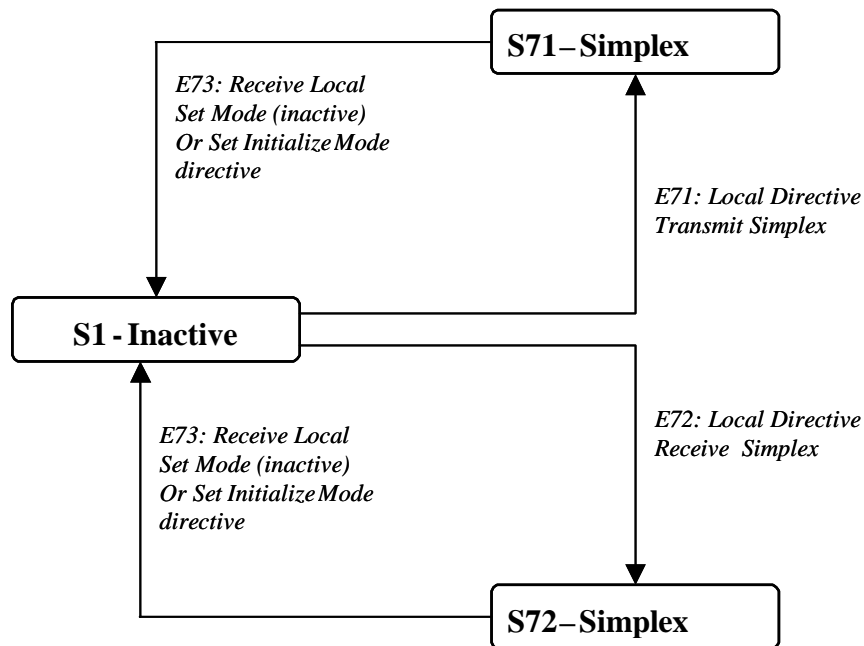 S71–Simplex
E73: Receive Local
Set Mode (inactive)
Or Set Initialize Mode
directive
E71: Local Directive
Transmit Simplex
S1 - Inactive
E73: Receive Local
Set Mode (inactive)
Or Set Initialize Mode
directive
E72: Local Directive
Receive Simplex
S72–Simplex